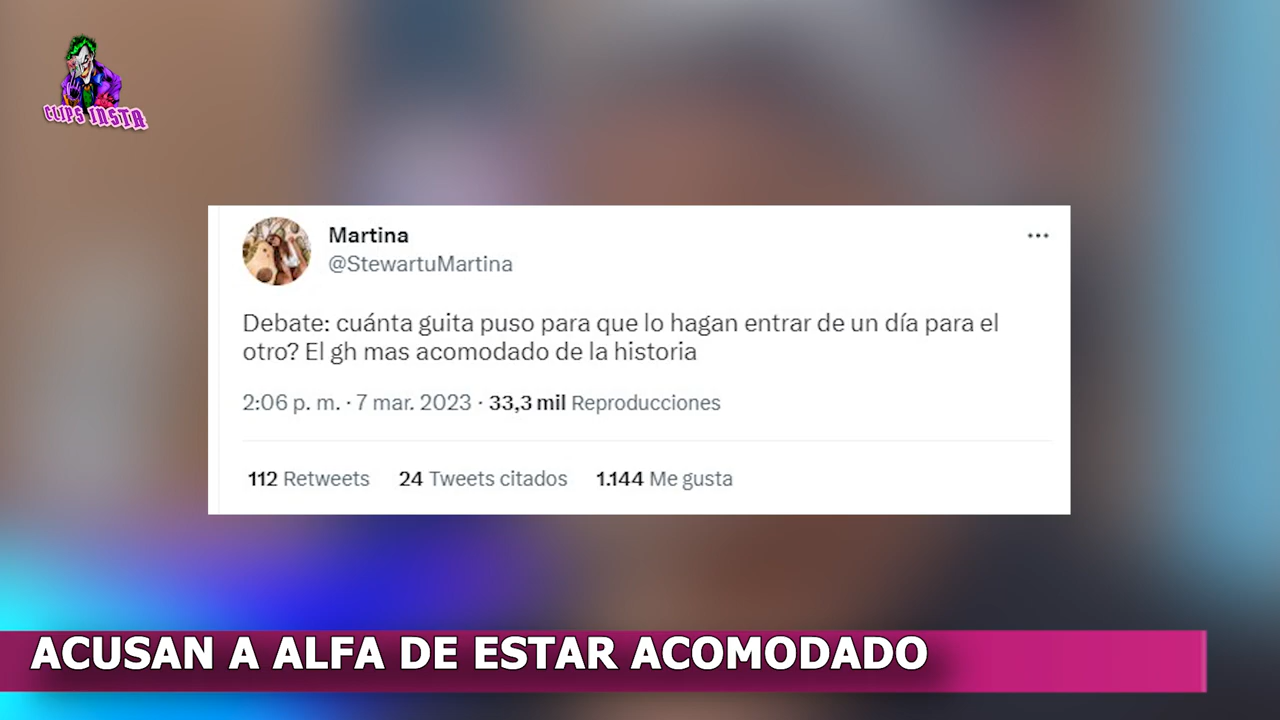 CLIPS INSTA
Martina
@StewartuMartina
Debate: cuánta guita puso para que lo hagan entrar de un día para el
otro? El gh mas acomodado de la historia
2:06 p. m. · 7 mar. 2023 · 33,3 mil Reproducciones
112 Retweets 24 Tweets citados 1.144 Me gusta
ACUSAN A ALFA DE ESTAR ACOMODADO